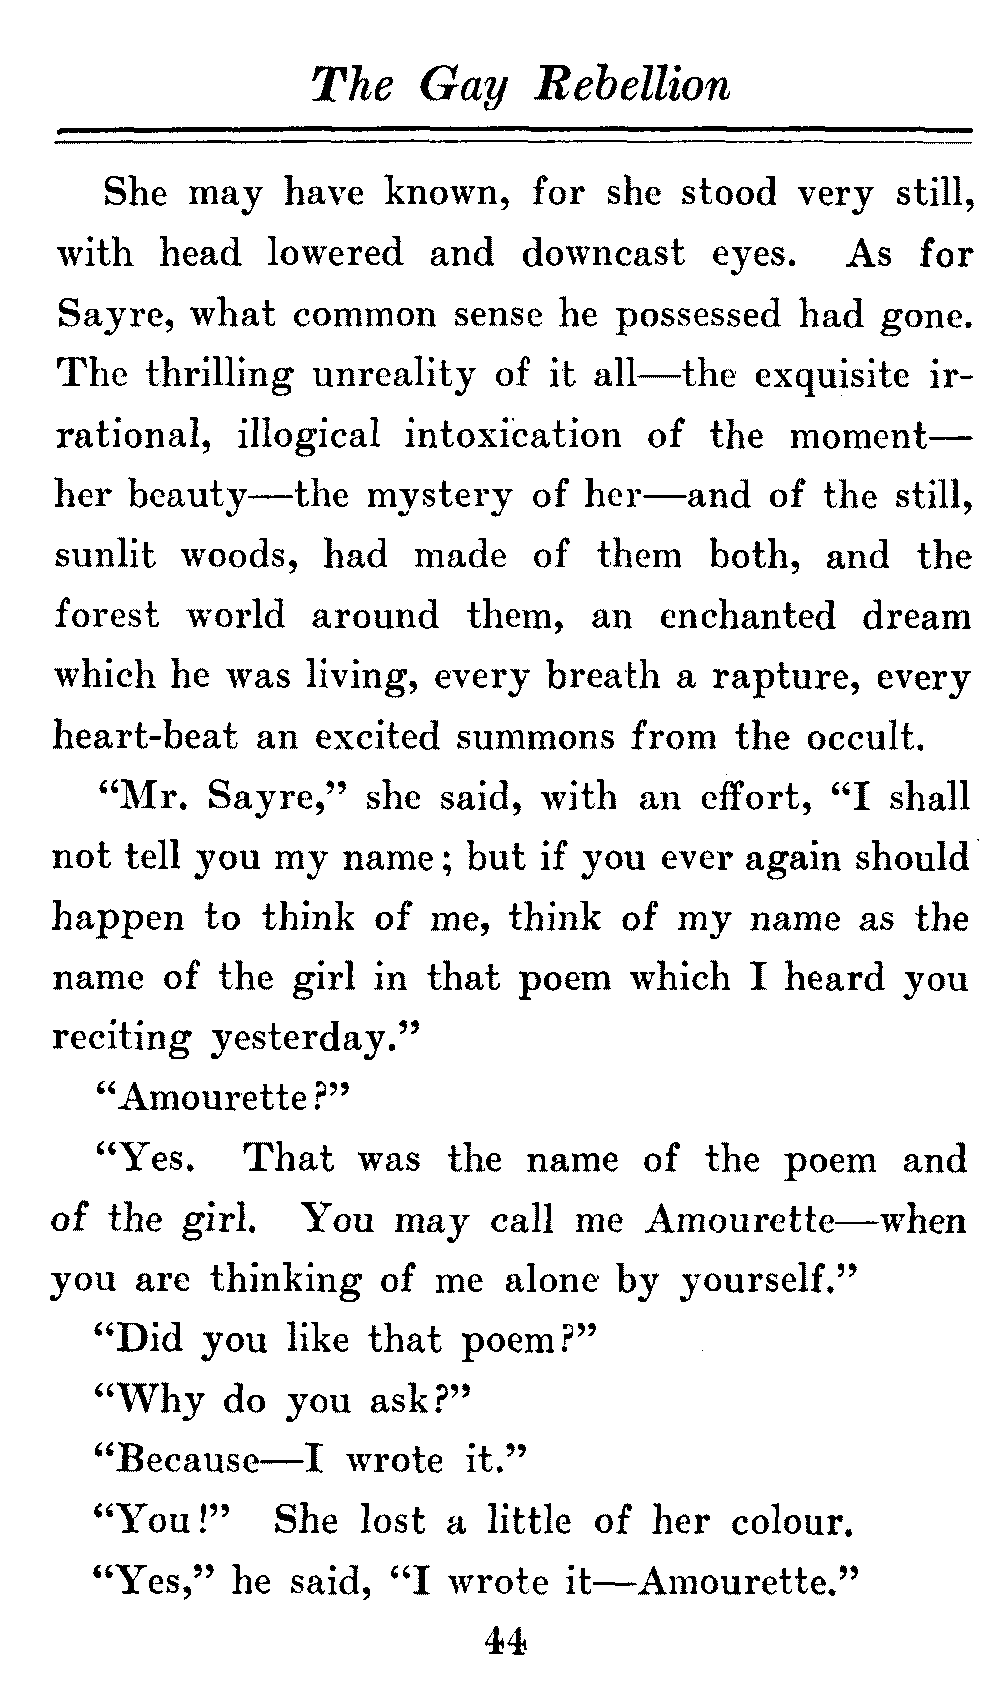 The Gay Rebellion
She may have known, for she stood very still,
with head lowered and downcast eyes. As for
Sayre, what common sense he possessed had gone.
The thrilling unreality of it all—the exquisite ir-
rational, illogical intoxication of the moment—
her beauty—the mystery of her—and of the still,
sunlit woods, had made of them both, and the
forest world around them, an enchanted dream
which he was living, every breath a rapture, every
heart-beat an excited summons from the occult.
“Mr. Sayre,” she said, with an effort, “I shall
not tell you my name; but if you ever again should
happen to think of me, think of my name as the
name of the girl in that poem which I heard you
reciting yesterday.”
“Amourette?”
“Yes. That was the name of the poem and
of the girl. You may call me Amourette—when
you are thinking of me alone by yourself.”
“Did you like that poem?”
“Why do you ask?”
“Because—I wrote it.”
“You!” She lost a little of her colour.
“Yes,” he said, “I wrote it—Amourette.”
44